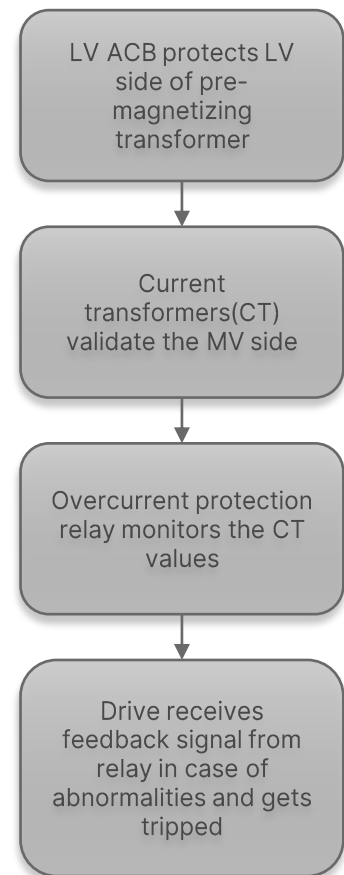 LV ACB protects LV
side of pre-
magnetizing
transformer
Current
transformers(CT)
validate the MV side
Overcurrent protection
relay monitors the CT
values
Drive receives
feedback signal from
relay in case of
abnormalities and gets
tripped